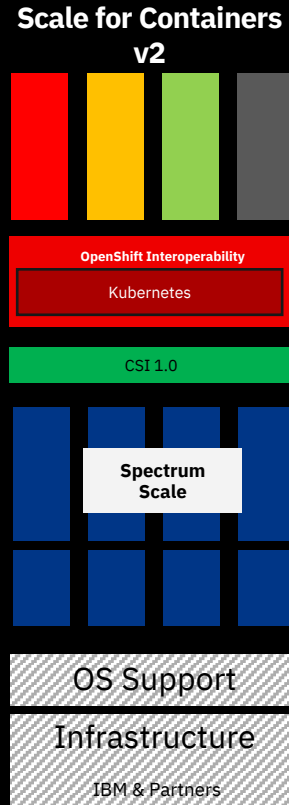 Scale for Containers
v2
OpenShift Interoperability
Kubernetes
CSI 1.0
Spectrum
Scale
OS Support
Infrastructure
IBM & Partners